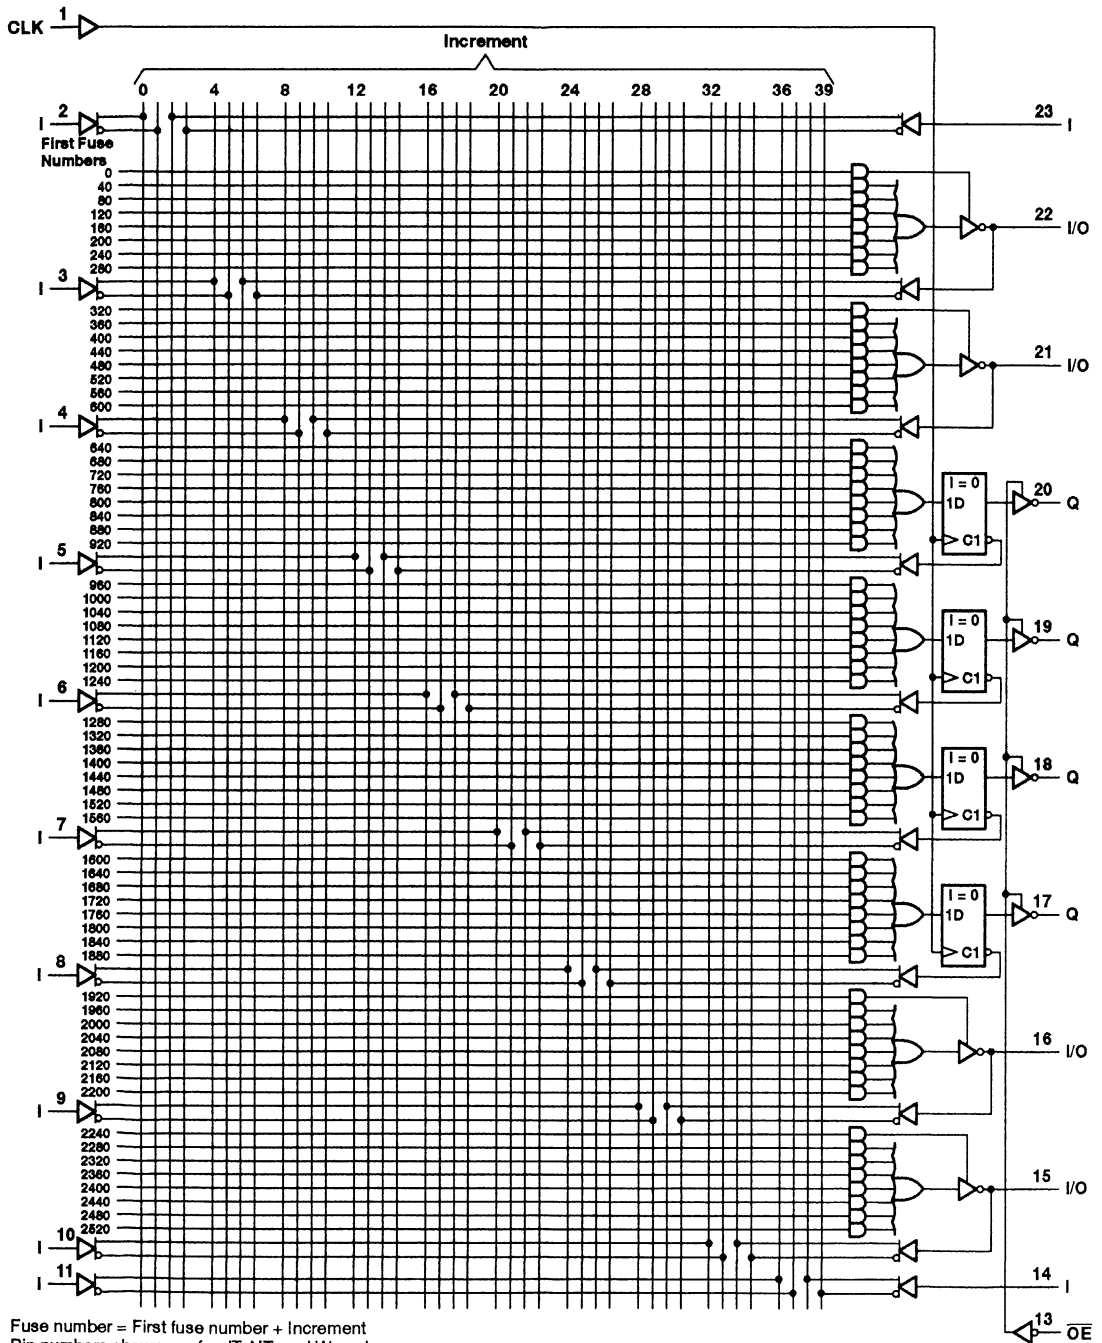 CLK 1
Increment
0 4 8 12 16 20 24 28 32 36 39
I 2 23 I
First Fuse
Numbers
0
40
80
120
160 22 I/O
200
240
280
I 3
320
360
400
440 21 I/O
480
520
560
600
I 4
640
680
720 I = 0 20 Q
760
800 1D
840
880
920 C1
I 5
960
1000
1040 I = 0 19 Q
1080
1120 1D
1160
1200
1240 C1
I 6
1280
1320
1360 I = 0 18 Q
1400
1440 1D
1480
1520
1560 C1
I 7
1600
1640
1680 I = 0 17 Q
1720
1760 1D
1800
1840
1880 C1
I 8
1920
1960
2000
2040 16 I/O
2080
2120
2160
2200
I 9
2240
2280
2320
2360 15 I/O
2400
2440
2480
2520
I 10
I 11 14 I
13 OE
Fuse number = First fuse number + Increment